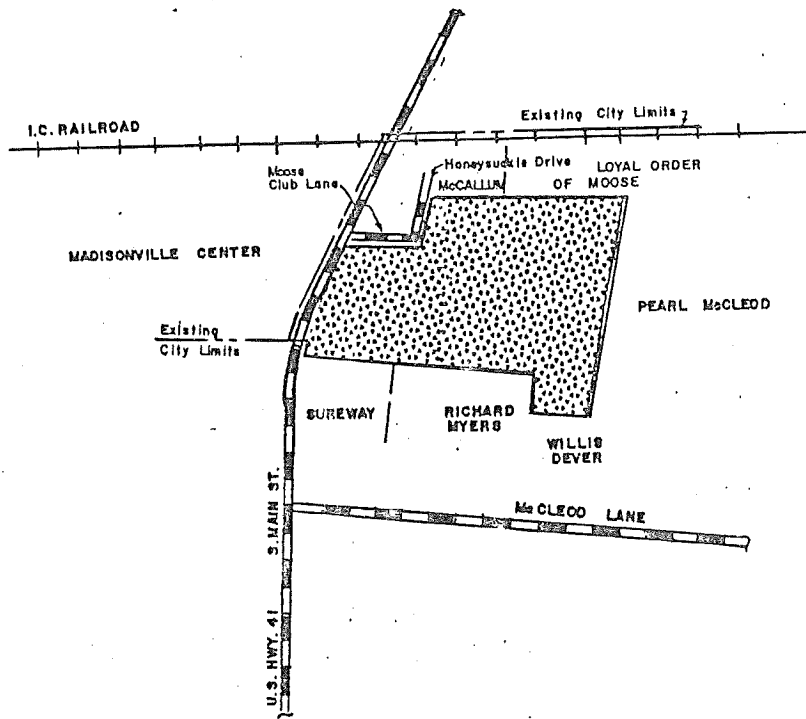 Existing City Limits
I.C. RAILROAD
Moose
Club Lane
Honeysuckle Drive
McCALLUM
LOYAL ORDER
OF MOOSE
MADISONVILLE CENTER
PEARL McCLEOD
Existing
City Limits
SUREWAY
RICHARD
MYERS
WILLIS
DEVER
McCLEOD LANE
S. MAIN ST.
U.S. HWY. 41